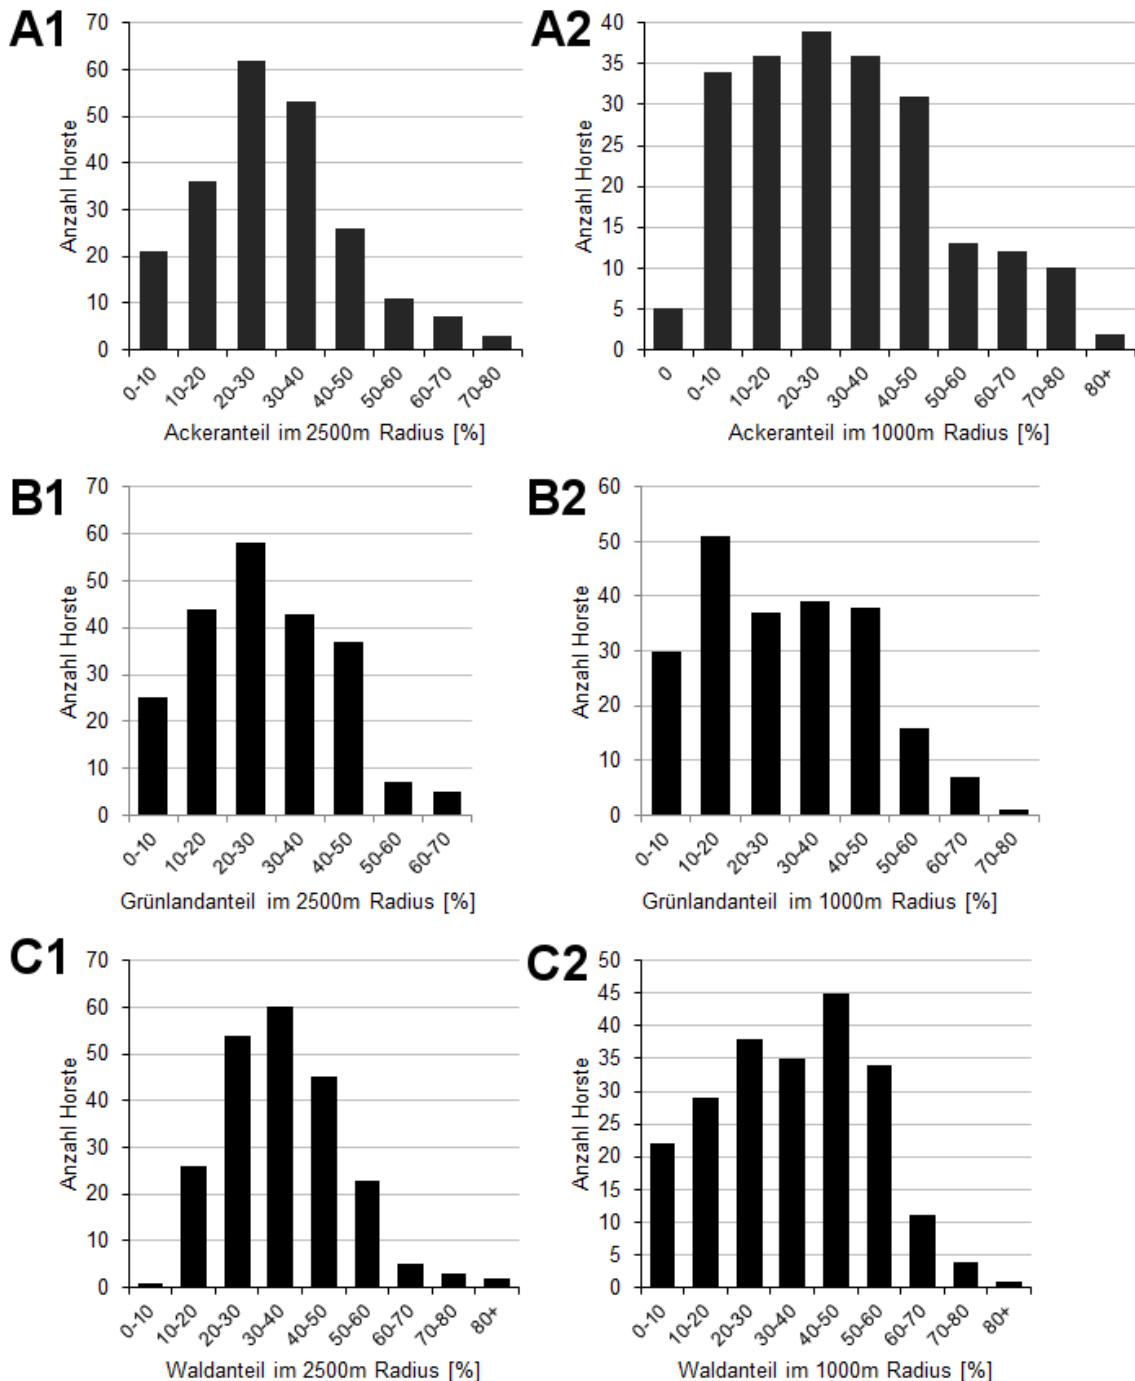 A1
Anzahl Horste
70
60
50
40
30
20
10
0
0-10 10-20 20-30 30-40 40-50 50-60 60-70 70-80
Ackeranteil im 2500m Radius [%]
A2
Anzahl Horste
40
35
30
25
20
15
10
5
0
0 0-10 10-20 20-30 30-40 40-50 50-60 60-70 70-80 80+
Ackeranteil im 1000m Radius [%]
B1
Anzahl Horste
70
60
50
40
30
20
10
0
0-10 10-20 20-30 30-40 40-50 50-60 60-70
Grünlandanteil im 2500m Radius [%]
B2
Anzahl Horste
60
50
40
30
20
10
0
0-10 10-20 20-30 30-40 40-50 50-60 60-70 70-80
Grünlandanteil im 1000m Radius [%]
C1
Anzahl Horste
70
60
50
40
30
20
10
0
0-10 10-20 20-30 30-40 40-50 50-60 60-70 70-80 80+
Waldanteil im 2500m Radius [%]
C2
Anzahl Horste
50
45
40
35
30
25
20
15
10
5
0
0-10 10-20 20-30 30-40 40-50 50-60 60-70 70-80 80+
Waldanteil im 1000m Radius [%]